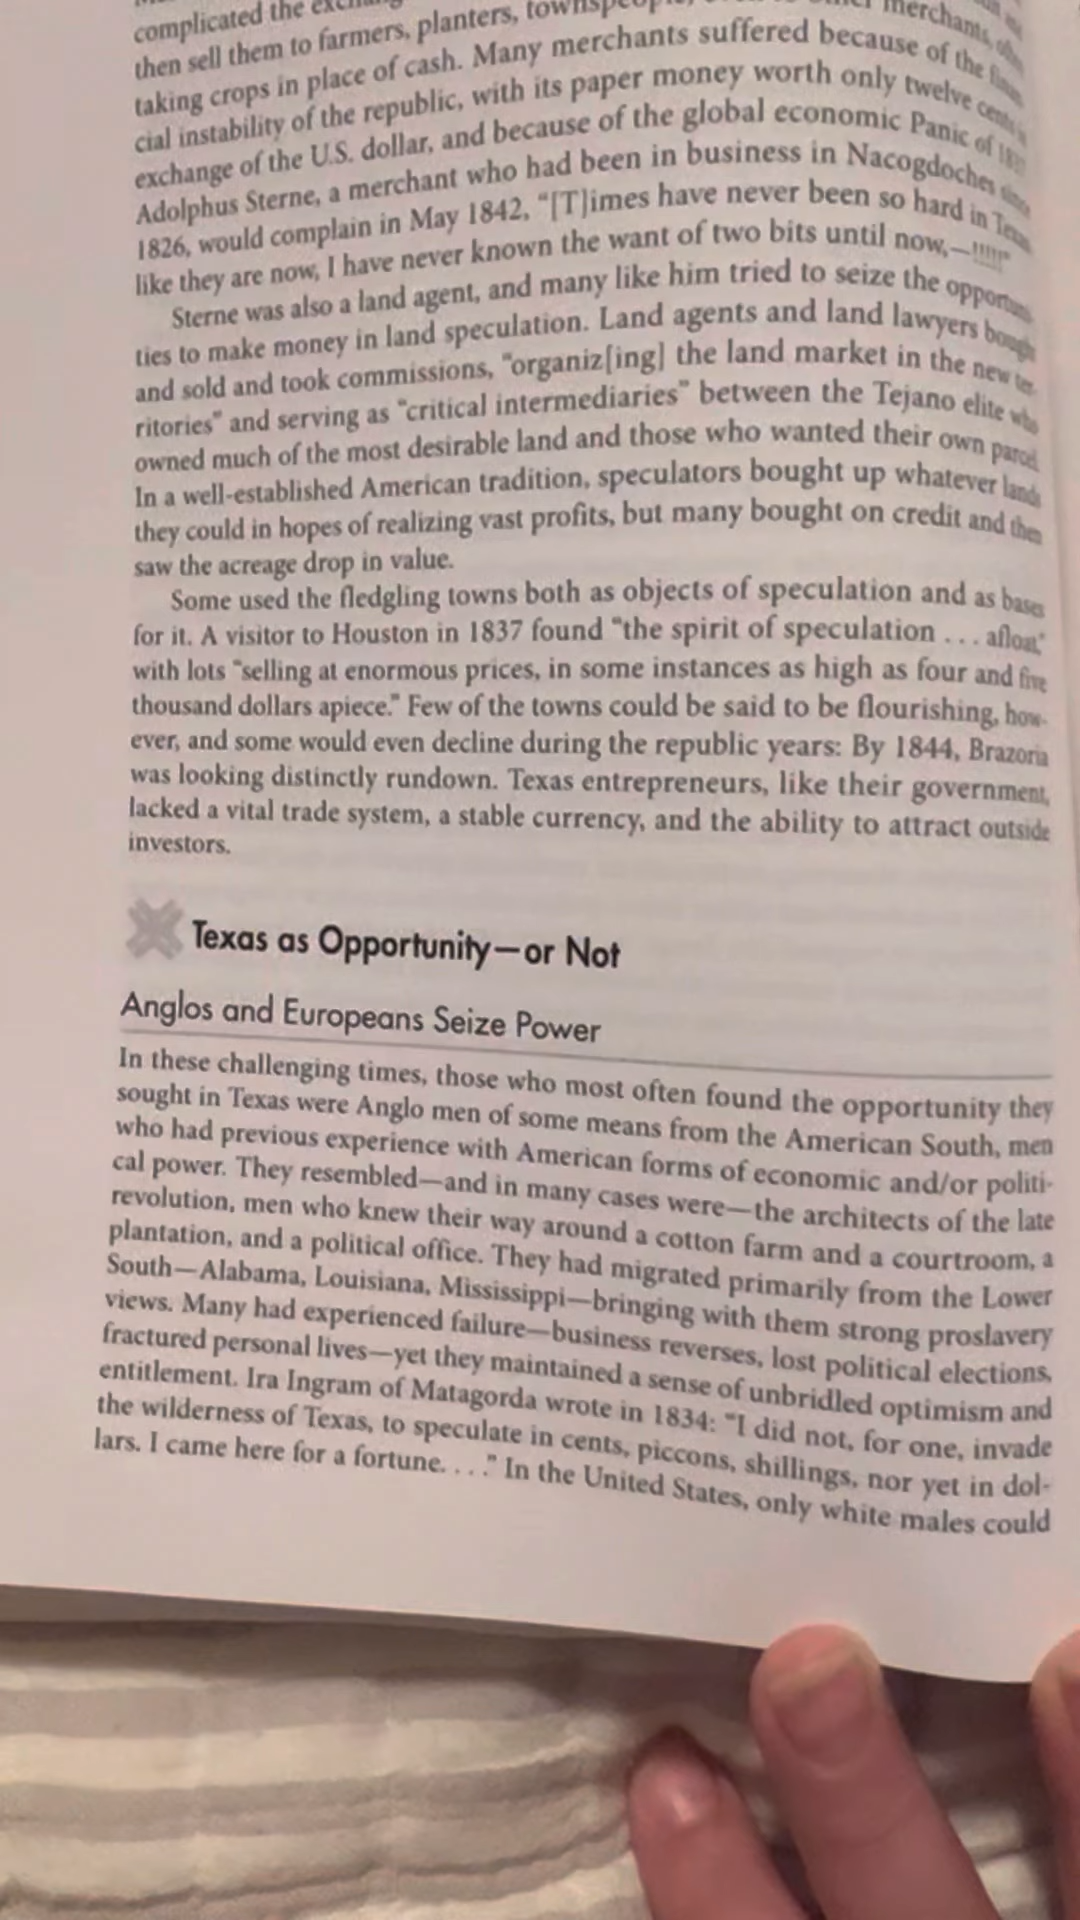 complicated the
then sell them to farmers, planters, merchants,
taking crops in place of cash. Many merchants suffered because of the finan-
cial instability of the republic, with its paper money worth only twelve cents in
exchange of the U.S. dollar, and because of the global economic Panic of 1837.
Adolphus Sterne, a merchant who had been in business in Nacogdoches since
1826, would complain in May 1842, “[T]imes have never been so hard in Texas
like they are now, I have never known the want of two bits until now,—!!!!!”
Sterne was also a land agent, and many like him tried to seize the opportuni-
ties to make money in land speculation. Land agents and land lawyers bought
and sold and took commissions, “organiz[ing] the land market in the new ter-
ritories” and serving as “critical intermediaries” between the Tejano elite who
owned much of the most desirable land and those who wanted their own parcel.
In a well-established American tradition, speculators bought up whatever lands
they could in hopes of realizing vast profits, but many bought on credit and then
saw the acreage drop in value.
Some used the fledgling towns both as objects of speculation and as bases
for it. A visitor to Houston in 1837 found “the spirit of speculation . . . afloat,”
with lots “selling at enormous prices, in some instances as high as four and five
thousand dollars apiece.” Few of the towns could be said to be flourishing, how-
ever, and some would even decline during the republic years: By 1844, Brazoria
was looking distinctly rundown. Texas entrepreneurs, like their government,
lacked a vital trade system, a stable currency, and the ability to attract outside
investors.
Texas as Opportunity—or Not
Anglos and Europeans Seize Power
In these challenging times, those who most often found the opportunity they
sought in Texas were Anglo men of some means from the American South, men
who had previous experience with American forms of economic and/or politi-
cal power. They resembled—and in many cases were—the architects of the late
revolution, men who knew their way around a cotton farm and a courtroom, a
plantation, and a political office. They had migrated primarily from the Lower
South—Alabama, Louisiana, Mississippi—bringing with them strong proslavery
views. Many had experienced failure—business reverses, lost political elections,
fractured personal lives—yet they maintained a sense of unbridled optimism and
entitlement. Ira Ingram of Matagorda wrote in 1834: “I did not, for one, invade
the wilderness of Texas, to speculate in cents, piccons, shillings, nor yet in dol-
lars. I came here for a fortune. . . .” In the United States, only white males could